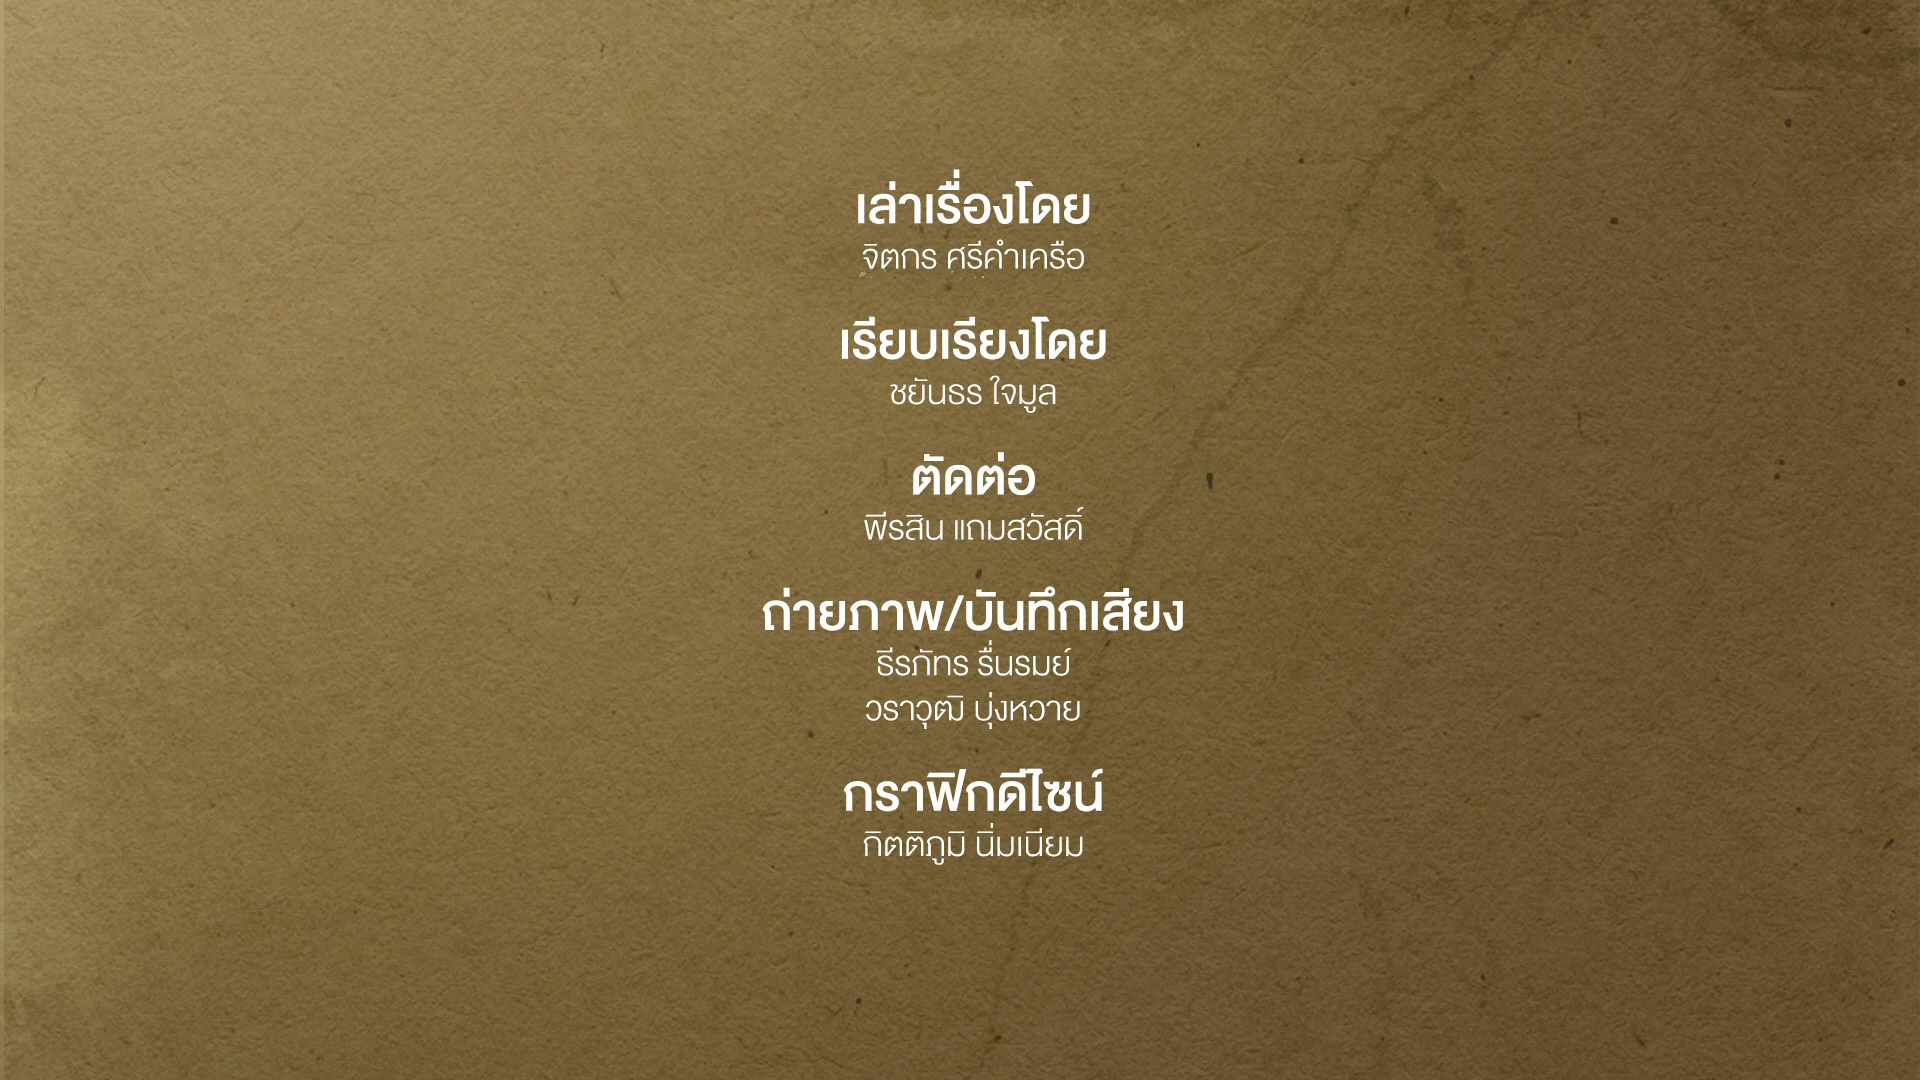 เล่าเรื่องโดย
จิตกร ศรีคำเครือ
เรียบเรียงโดย
ชยันธร ใจมูล
ตัดต่อ
พีรสิน แถมสวัสดิ์
ถ่ายภาพ/บันทึกเสียง
ธีรภัทร รื่นรมย์
วราวุฒิ บุ่งหวาย
กราฟิกดีไซน์
กิตติภูมิ นิ่มเนียม